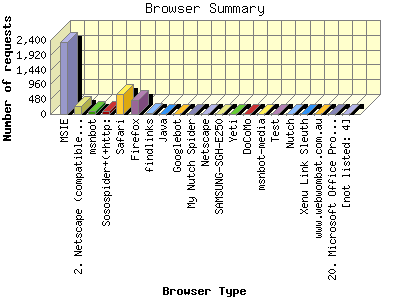 Browser Summary
Number of requests
2,400
1,920
1,440
960
480
0
MSIE
2. Netscape (compatible...
msnbot
Sosospider+(+http:
Safari
Firefox
findlinks
Java
Googlebot
My Nutch Spider
Netscape
SAMSUNG-SGH-E250
Yeti
DoCoMo
msnbot-media
Test
Nutch
Xenu Link Sleuth
www.webwombat.com.au
20. Microsoft Office Pro...
[not listed: 4]
Browser Type